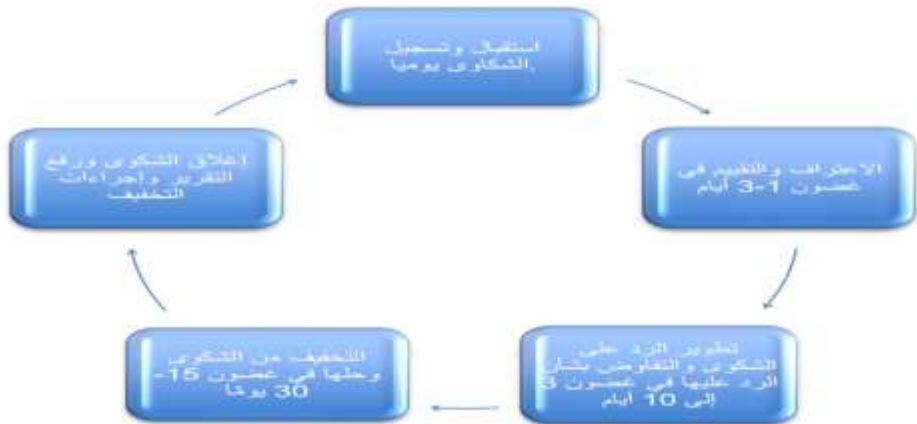 استقبال وتسجيل
الشكاوى يوميا.
الاعتراف والتقييم في
غضون 1-3 أيام
تطوير الرد على
الشكوى والتفاوض بشأن
الرد عليها في غضون 3
إلى 10 أيام
التخفيف من الشكوى
وحلها في غضون 15-
30 يومًا
إغلاق الشكوى ورفع
التقرير وإجراءات
التخفيف